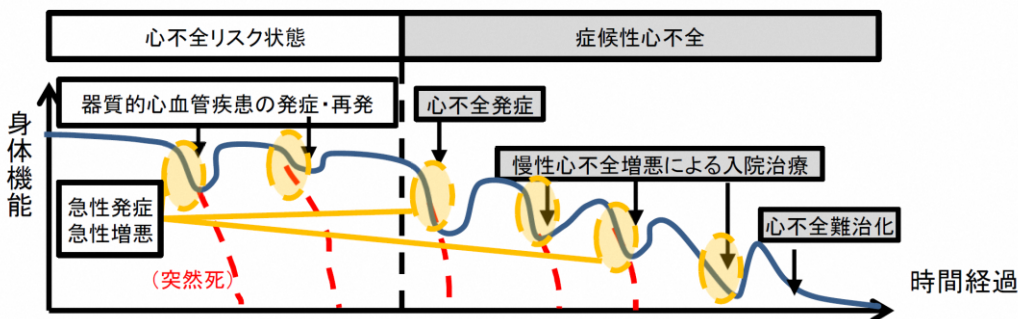 心不全リスク状態
症候性心不全
器質的心血管疾患の発症・再発
心不全発症
身体機能
慢性心不全増悪による入院治療
急性発症
急性増悪
心不全難治化
(突然死)
時間経過